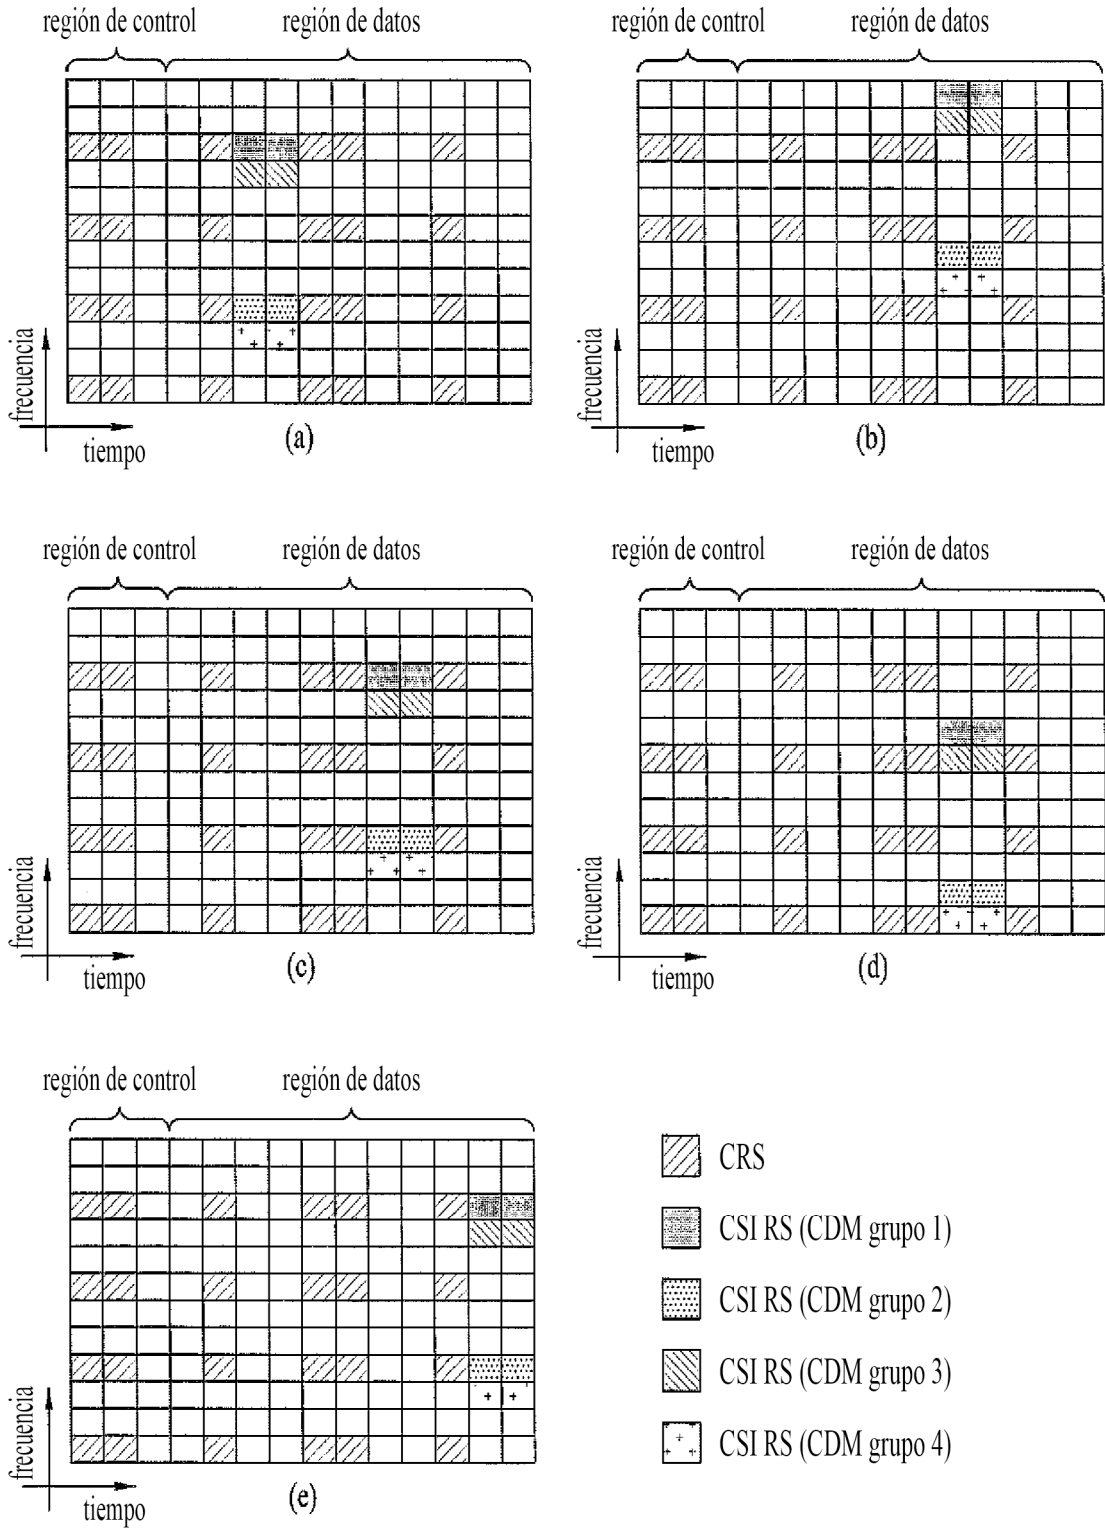 región de control
región de datos
frecuencia
tiempo
(a)
región de control
región de datos
frecuencia
tiempo
(b)
región de control
región de datos
frecuencia
tiempo
(c)
región de control
región de datos
frecuencia
tiempo
(d)
región de control
región de datos
frecuencia
tiempo
(e)
CRS
CSI RS (CDM grupo 1)
CSI RS (CDM grupo 2)
CSI RS (CDM grupo 3)
CSI RS (CDM grupo 4)